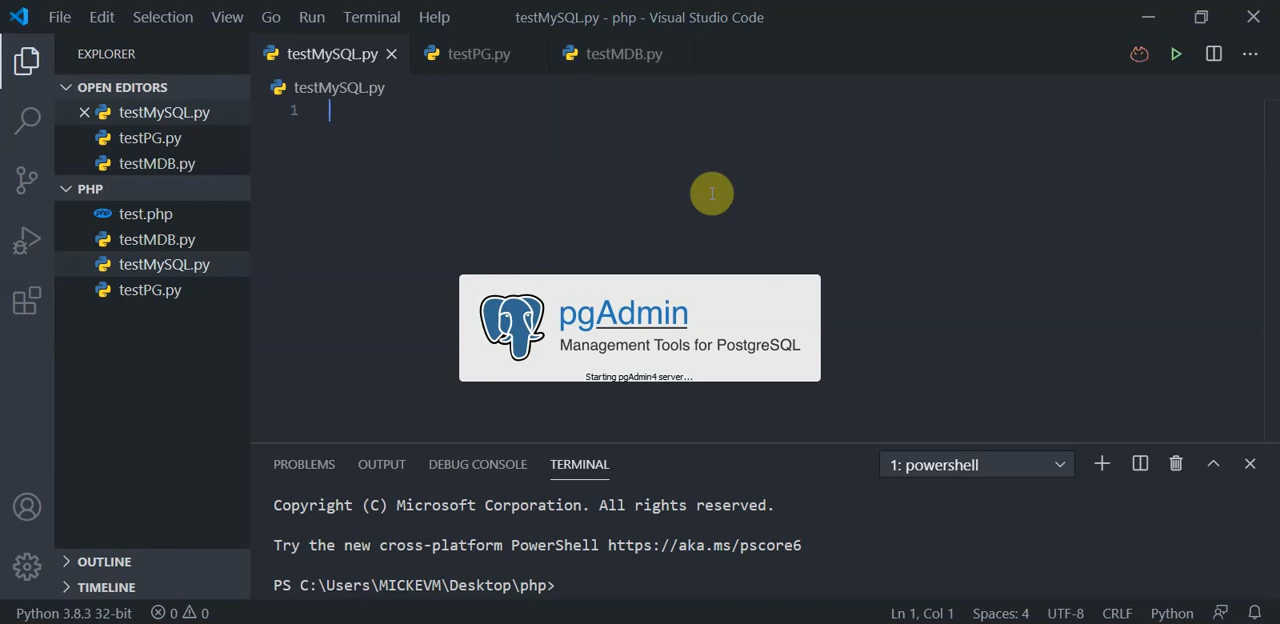 File Edit Selection View Go Run Terminal Help testMySQL.py - php - Visual Studio Code
EXPLORER
OPEN EDITORS
testMySQL.py
testPG.py
testMDB.py
PHP
php test.php
testMDB.py
testMySQL.py
testPG.py
OUTLINE
TIMELINE
testMySQL.py testPG.py testMDB.py
testMySQL.py
1
pgAdmin
Management Tools for PostgreSQL
Starting pgAdmin4 server...
PROBLEMS OUTPUT DEBUG CONSOLE TERMINAL 1: powershell
Copyright (C) Microsoft Corporation. All rights reserved.
Try the new cross-platform PowerShell https://aka.ms/pscore6
PS C:\Users\MICKEVM\Desktop\php>
Python 3.8.3 32-bit 0 0 Ln 1, Col 1 Spaces: 4 UTF-8 CRLF Python